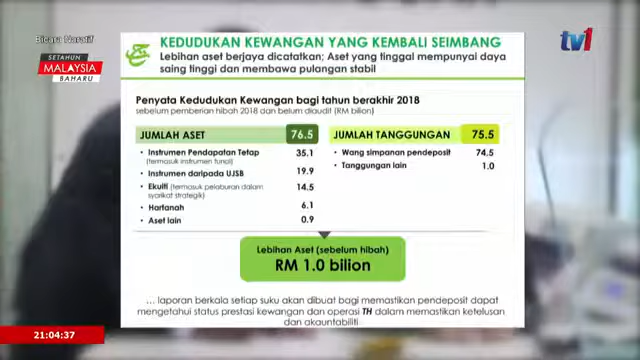 Bicara Naratif
SETAHUN
MALAYSIA
BAHARU
tv1
KEDUDUKAN KEWANGAN YANG KEMBALI SEIMBANG
Lebihan aset berjaya dicatatkan; Aset yang tinggal mempunyai daya
saing tinggi dan membawa pulangan stabil
Penyata Kedudukan Kewangan bagi tahun berakhir 2018
sebelum pemberian hibah 2018 dan belum diaudit (RM bilion)
JUMLAH ASET 76.5
• Instrumen Pendapatan Tetap 35.1
(termasuk instrumen tunai)
• Instrumen daripada UJSB 19.9
• Ekuiti (termasuk pelaburan dalam 14.5
syarikat strategik)
• Hartanah 6.1
• Aset lain 0.9
JUMLAH TANGGUNGAN 75.5
• Wang simpanan pendeposit 74.5
• Tanggungan lain 1.0
Lebihan Aset (sebelum hibah)
RM 1.0 bilion
... laporan berkala setiap suku akan dibuat bagi memastikan pendeposit dapat
mengetahui status prestasi kewangan dan operasi TH dalam memastikan ketelusan
dan akauntabiliti
21:04:37